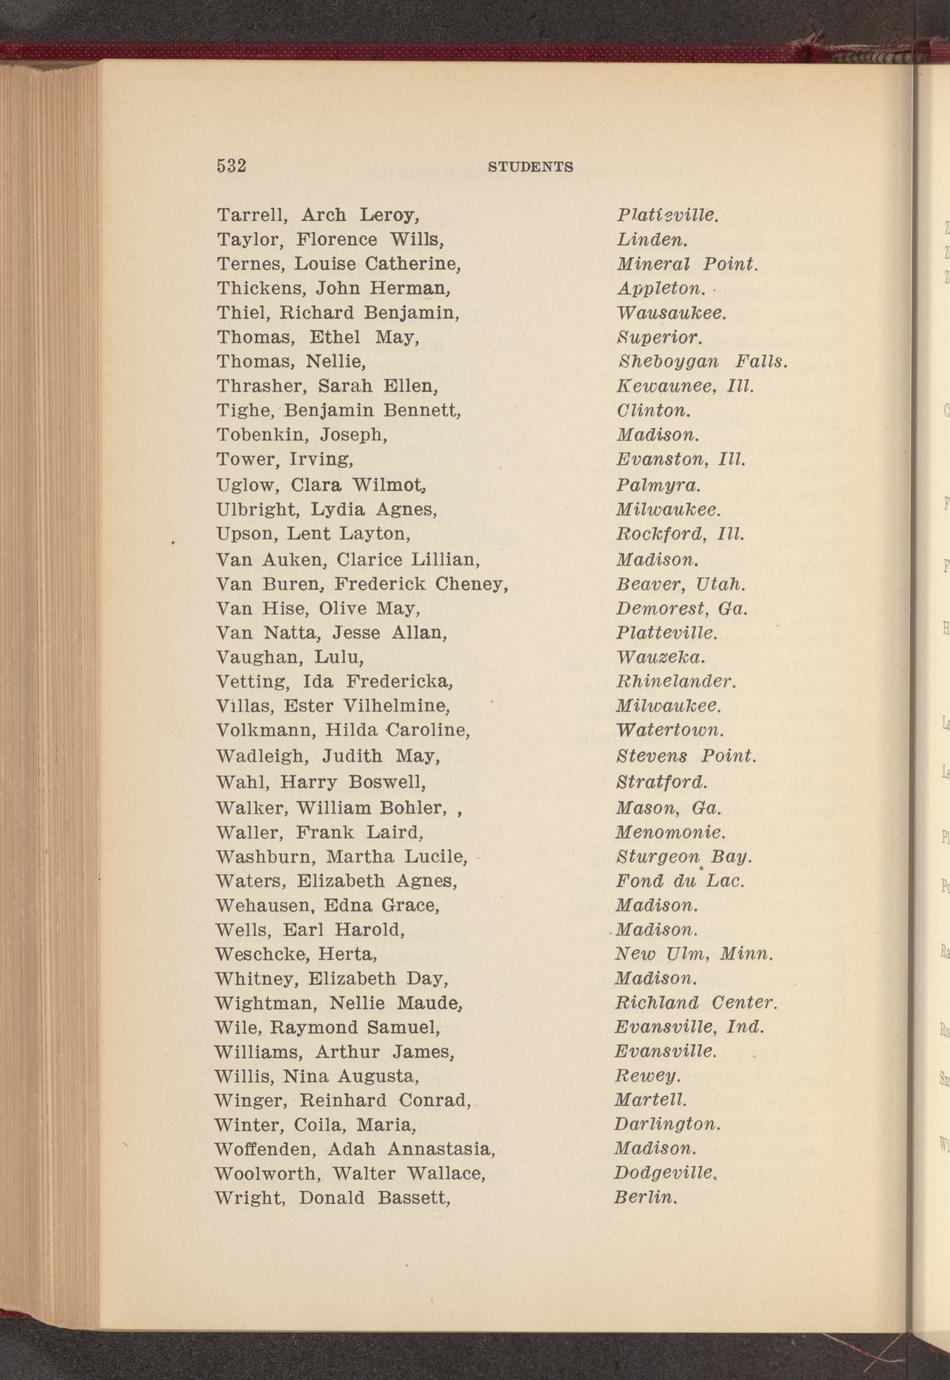 532 STUDENTS
Tarrell, Arch Leroy, Platteville.
Taylor, Florence Wills, Linden.
Ternes, Louise Catherine, Mineral Point.
Thickens, John Herman, Appleton.
Thiel, Richard Benjamin, Wausaukee.
Thomas, Ethel May, Superior.
Thomas, Nellie, Sheboygan Falls.
Thrasher, Sarah Ellen, Kewaunee, Ill.
Tighe, Benjamin Bennett, Clinton.
Tobenkin, Joseph, Madison.
Tower, Irving, Evanston, Ill.
Uglow, Clara Wilmot, Palmyra.
Ulbright, Lydia Agnes, Milwaukee.
Upson, Lent Layton, Rockford, Ill.
Van Auken, Clarice Lillian, Madison.
Van Buren, Frederick Cheney, Beaver, Utah.
Van Hise, Olive May, Demorest, Ga.
Van Natta, Jesse Allan, Platteville.
Vaughan, Lulu, Wauzeka.
Vetting, Ida Fredericka, Rhinelander.
Villas, Ester Vilhelmine, Milwaukee.
Volkmann, Hilda Caroline, Watertown.
Wadleigh, Judith May, Stevens Point.
Wahl, Harry Boswell, Stratford.
Walker, William Bohler, , Mason, Ga.
Waller, Frank Laird, Menomonie.
Washburn, Martha Lucile, Sturgeon Bay.
Waters, Elizabeth Agnes, Fond du Lac.
Wehausen, Edna Grace, Madison.
Wells, Earl Harold, Madison.
Weschcke, Herta, New Ulm, Minn.
Whitney, Elizabeth Day, Madison.
Wightman, Nellie Maude, Richland Center.
Wile, Raymond Samuel, Evansville, Ind.
Williams, Arthur James, Evansville.
Willis, Nina Augusta, Rewey.
Winger, Reinhard Conrad, Martell.
Winter, Coila, Maria, Darlington.
Woffenden, Adah Annastasia, Madison.
Woolworth, Walter Wallace, Dodgeville,
Wright, Donald Bassett, Berlin.